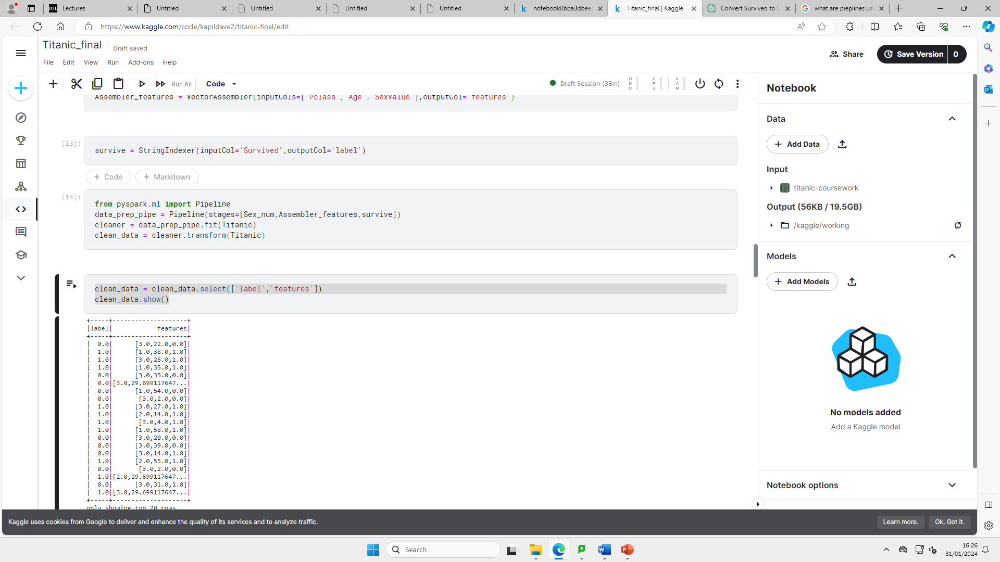 Lectures
Untitled
Untitled
Untitled
Untitled
notebook0bba3dbeec
Titanic_final | Kaggle
Convert Survived to L
what are pieplines use
https://www.kaggle.com/code/kapildave2/titanic-final/edit
Titanic_final
Draft saved
File Edit View Run Add-ons Help
Share
Save Version 0
Run All
Code
Draft Session (38m)
HDD
CPU
RAM
Assembler_features = VectorAssembler(inputCols=['Pclass','Age','SexValue'],outputCol='features')
[13]:
survive = StringIndexer(inputCol='Survived',outputCol='label')
+ Code + Markdown
[14]:
from pyspark.ml import Pipeline
data_prep_pipe = Pipeline(stages=[Sex_num,Assembler_features,survive])
cleaner = data_prep_pipe.fit(Titanic)
clean_data = cleaner.transform(Titanic)
clean_data = clean_data.select(['label','features'])
clean_data.show()
+-----+--------------------+
|label|            features|
+-----+--------------------+
|  0.0|      [3.0,22.0,0.0]|
|  1.0|      [1.0,38.0,1.0]|
|  1.0|      [3.0,26.0,1.0]|
|  1.0|      [1.0,35.0,1.0]|
|  0.0|      [3.0,35.0,0.0]|
|  0.0|[3.0,29.699117647...|
|  0.0|      [1.0,54.0,0.0]|
|  0.0|       [3.0,2.0,0.0]|
|  1.0|      [3.0,27.0,1.0]|
|  1.0|      [2.0,14.0,1.0]|
|  1.0|       [3.0,4.0,1.0]|
|  1.0|      [1.0,58.0,1.0]|
|  0.0|      [3.0,20.0,0.0]|
|  0.0|      [3.0,39.0,0.0]|
|  0.0|      [3.0,14.0,1.0]|
|  1.0|      [2.0,55.0,1.0]|
|  0.0|       [3.0,2.0,0.0]|
|  1.0|[2.0,29.699117647...|
|  0.0|      [3.0,31.0,1.0]|
|  1.0|[3.0,29.699117647...|
+-----+--------------------+
only showing top 20 rows
Notebook
Data
+ Add Data
Input
titanic-coursework
Output (56KB / 19.5GB)
/kaggle/working
Models
+ Add Models
No models added
Add a Kaggle model
Notebook options
Kaggle uses cookies from Google to deliver and enhance the quality of its services and to analyze traffic.
Learn more.
Ok, Got it.
Search
16:26
31/01/2024